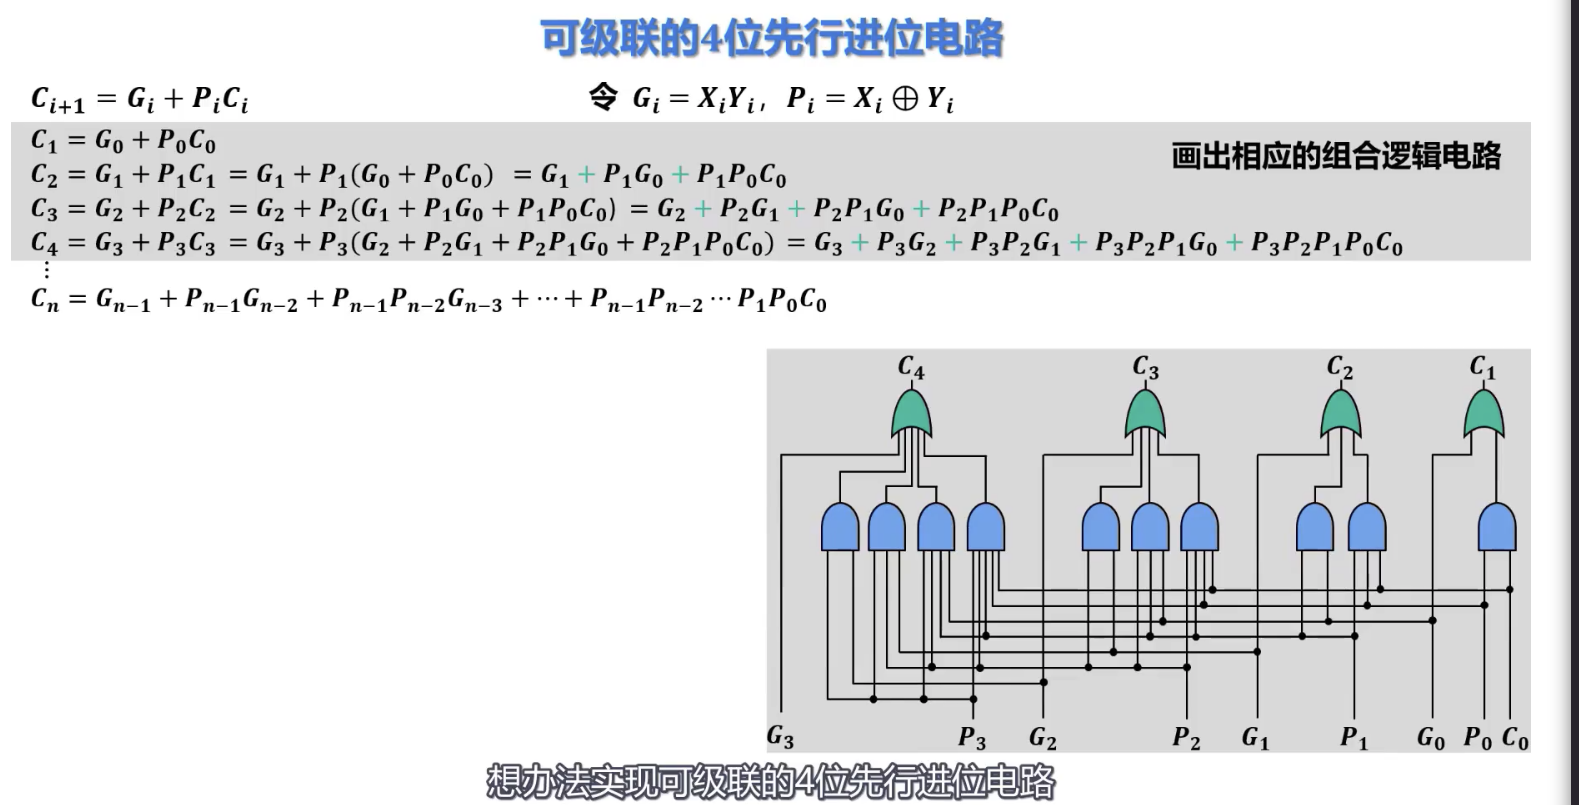 可级联的4位先行进位电路
C_{i+1} = G_i + P_iC_i
令 G_i = X_iY_i, P_i = X_i ⊕ Y_i
C_1 = G_0 + P_0C_0
画出相应的组合逻辑电路
C_2 = G_1 + P_1C_1 = G_1 + P_1(G_0 + P_0C_0) = G_1 + P_1G_0 + P_1P_0C_0
C_3 = G_2 + P_2C_2 = G_2 + P_2(G_1 + P_1G_0 + P_1P_0C_0) = G_2 + P_2G_1 + P_2P_1G_0 + P_2P_1P_0C_0
C_4 = G_3 + P_3C_3 = G_3 + P_3(G_2 + P_2G_1 + P_2P_1G_0 + P_2P_1P_0C_0) = G_3 + P_3G_2 + P_3P_2G_1 + P_3P_2P_1G_0 + P_3P_2P_1P_0C_0
⋮
C_n = G_{n−1} + P_{n−1}G_{n−2} + P_{n−1}P_{n−2}G_{n−3} + ⋯ + P_{n−1}P_{n−2} ⋯ P_1P_0C_0
C_4 C_3 C_2 C_1
G_3 P_3 G_2 P_2 G_1 P_1 G_0 P_0 C_0
想办法实现可级联的4位先行进位电路